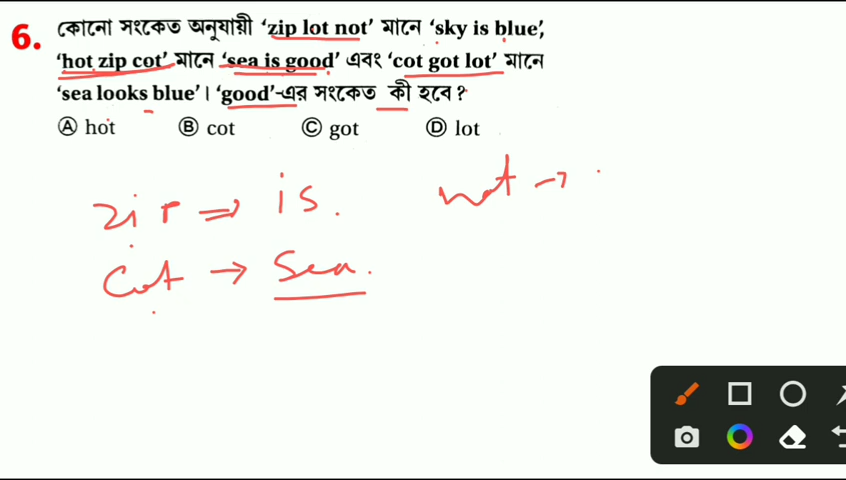 6. কোনো সংকেত অনুযায়ী ‘zip lot not’ মানে ‘sky is blue’,
‘hot zip cot’ মানে ‘sea is good’ এবং ‘cot got lot’ মানে
‘sea looks blue’। ‘good’-এর সংকেত কী হবে ?
Ⓐ hot Ⓑ cot Ⓒ got Ⓓ lot
zip ⇒ is. not →
Cot → Sea.